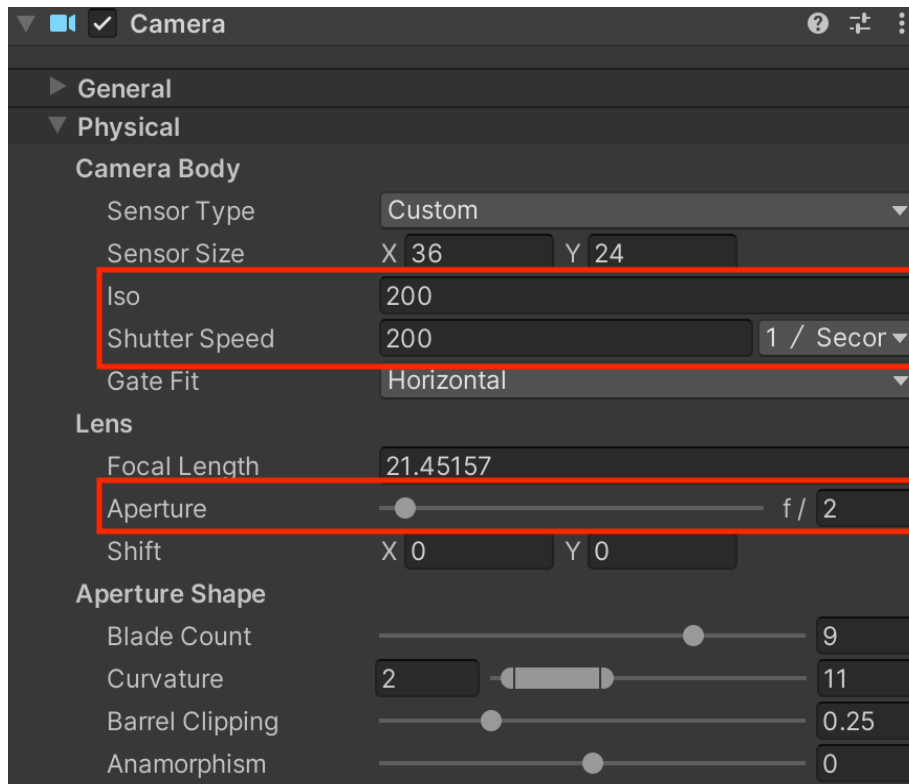 Camera
General
Physical
Camera Body
Sensor Type Custom
Sensor Size X 36 Y 24
Iso 200
Shutter Speed 200 1 / Secor
Gate Fit Horizontal
Lens
Focal Length 21.45157
Aperture f / 2
Shift X 0 Y 0
Aperture Shape
Blade Count 9
Curvature 2 11
Barrel Clipping 0.25
Anamorphism 0